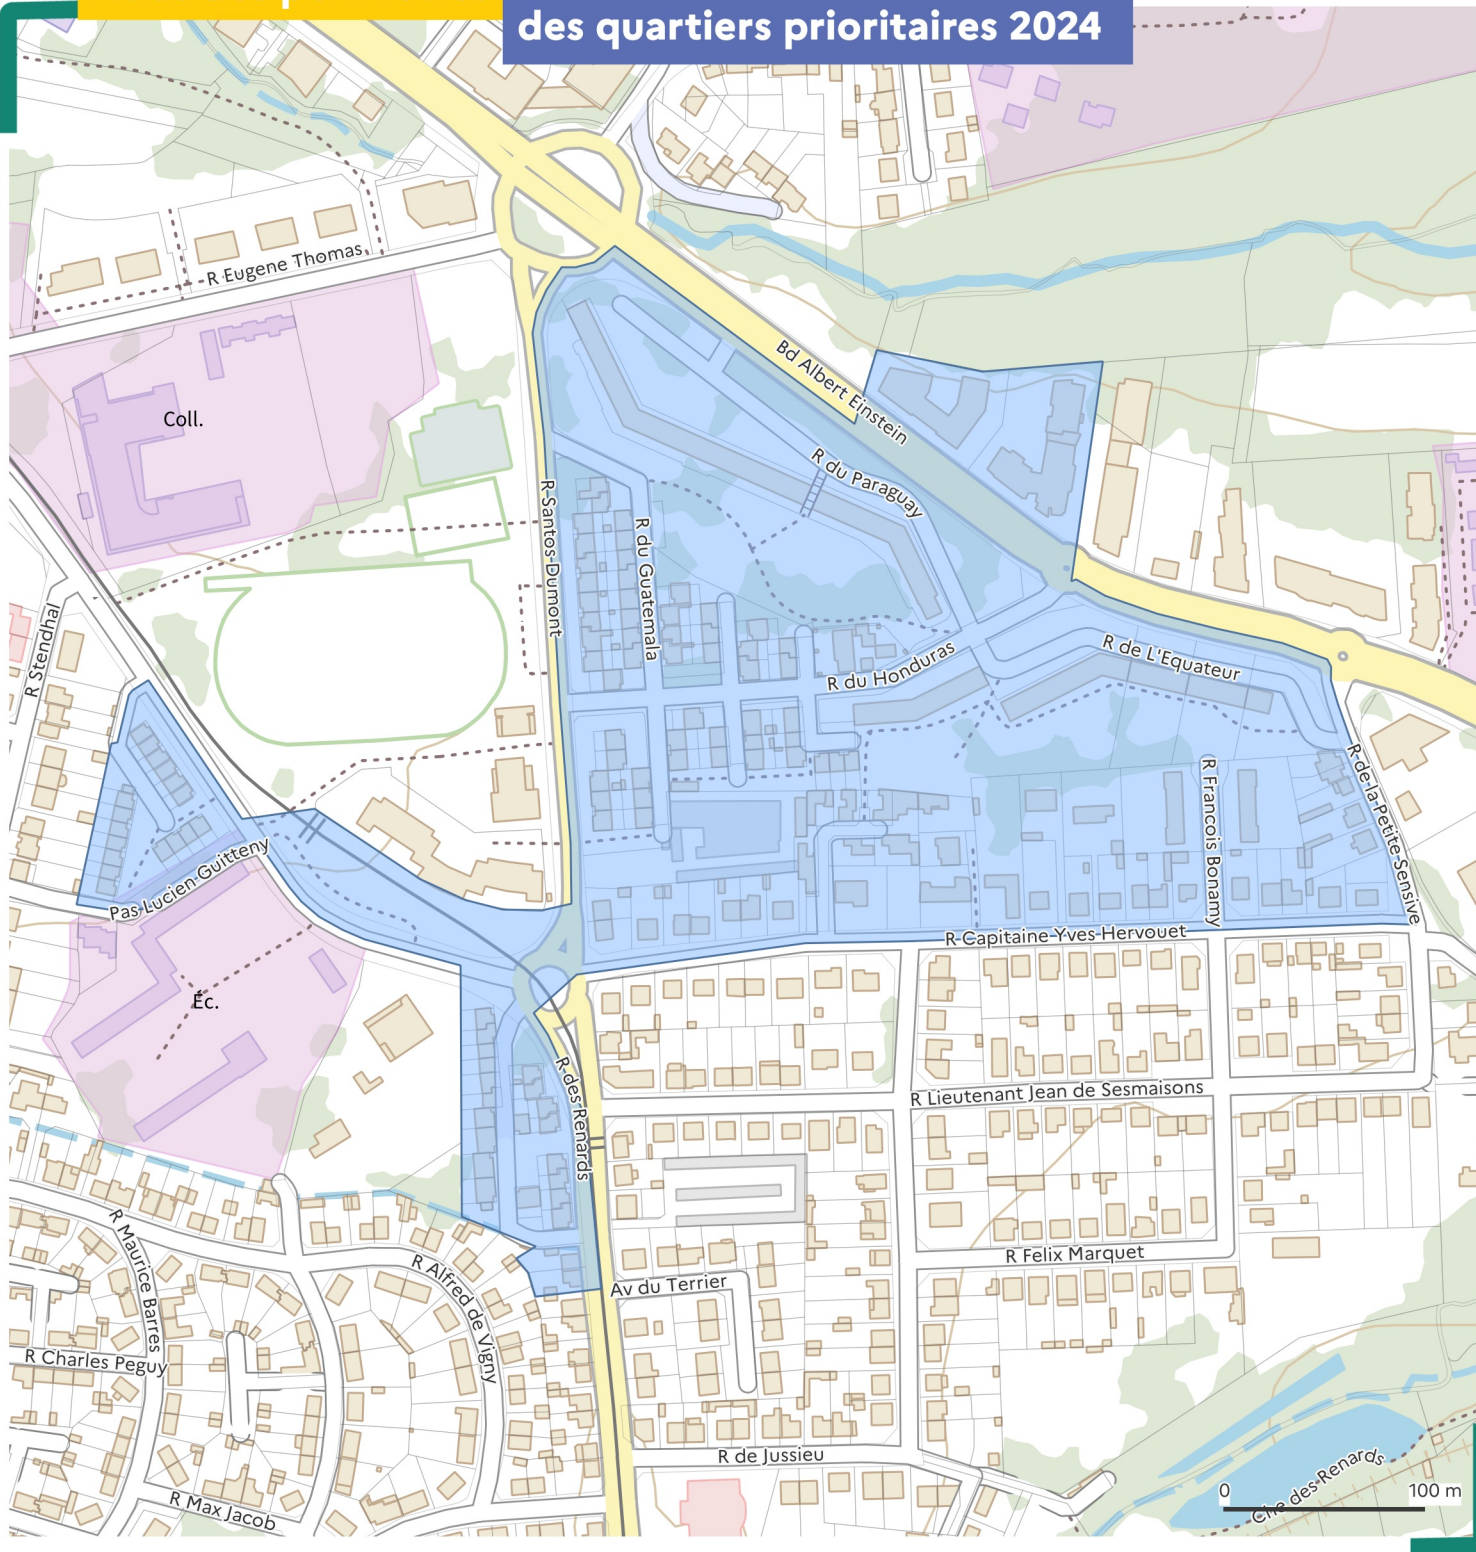 des quartiers prioritaires 2024
R Eugene Thomas
Coll.
Bd Albert Einstein
R du Paraguay
R Santos-Dumont
R du Guatemala
R Stendhal
R du Honduras
R de L'Equateur
R-de-la-Petite-Sensive
R Francois Bonamy
Pas Lucien Guitteny
R Capitaine Yves Hervouet
Éc.
R des Renards
R Lieutenant Jean de Sesmaisons
R Maurice Barres
R Alfred de Vigny
R Felix Marquet
Av du Terrier
R Charles Peguy
R de Jussieu
R Max Jacob
Che des-Renards
0 100 m